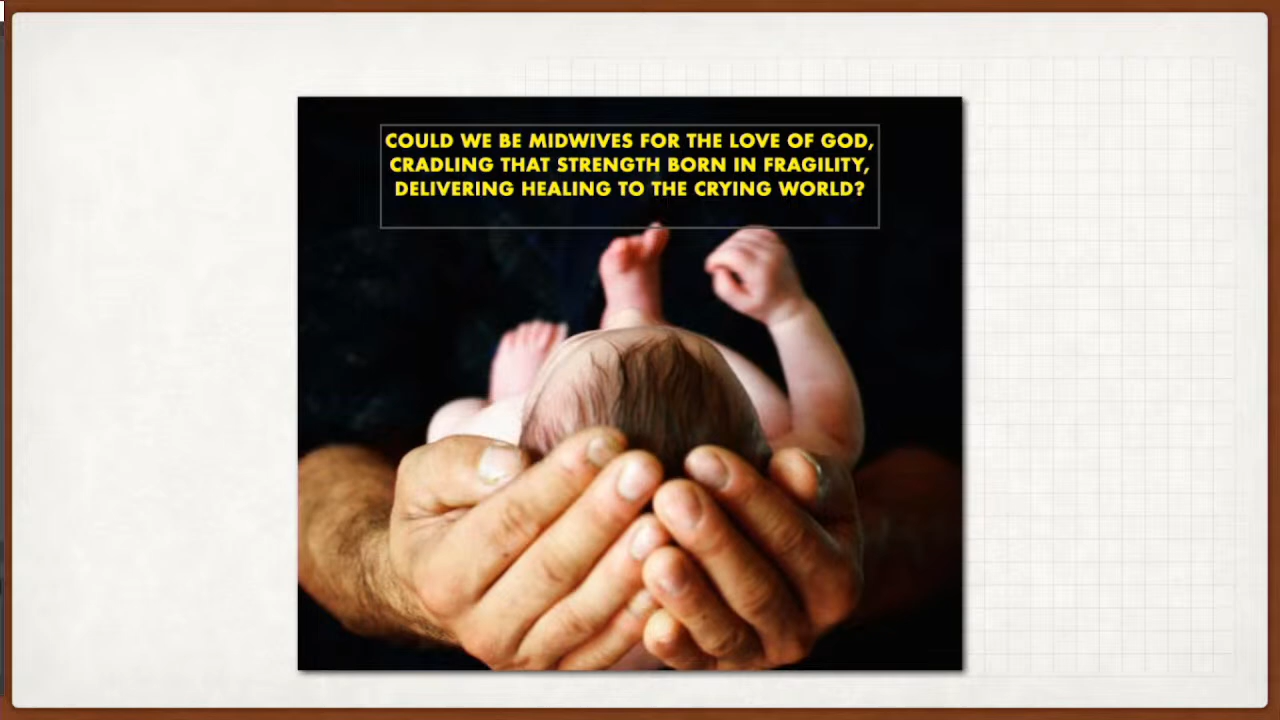 COULD WE BE MIDWIVES FOR THE LOVE OF GOD,
CRADLING THAT STRENGTH BORN IN FRAGILITY,
DELIVERING HEALING TO THE CRYING WORLD?